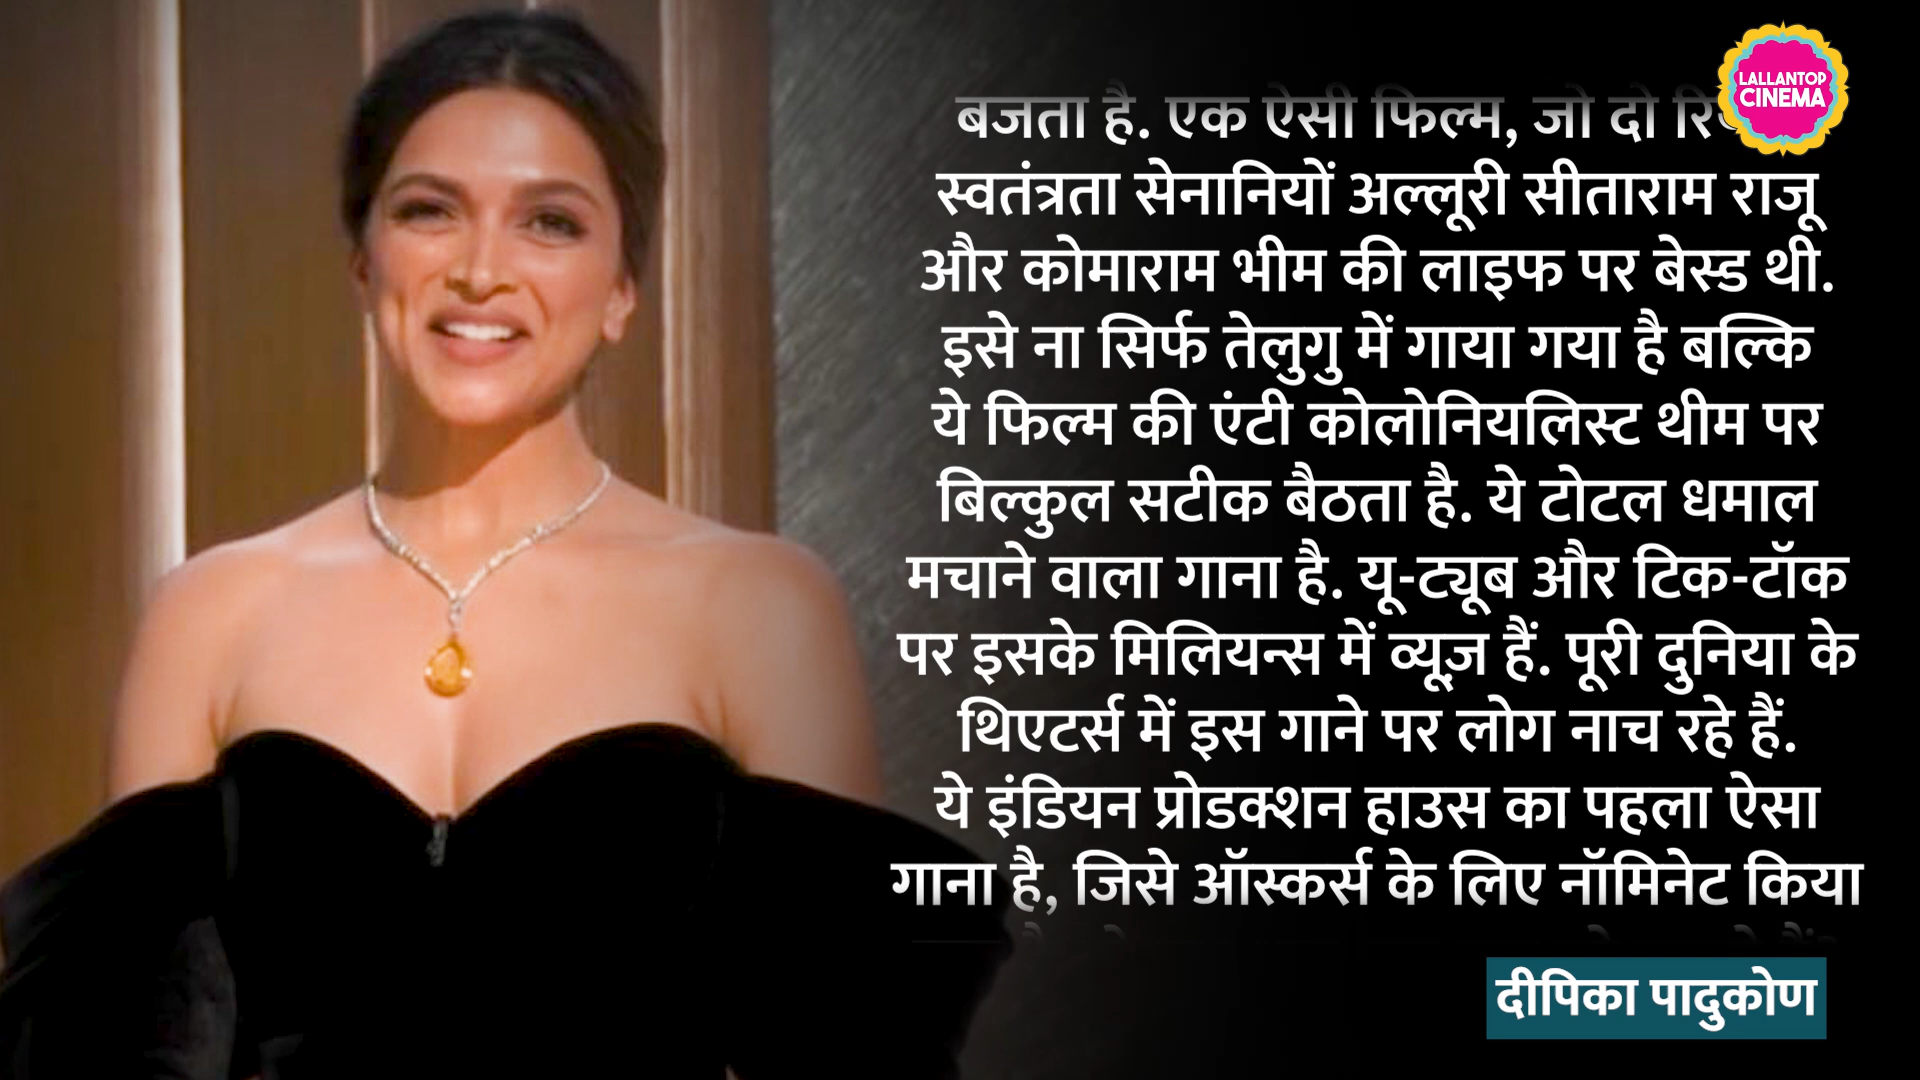 LALLANTOP
CINEMA
बजता है. एक ऐसी फिल्म, जो दो
स्वतंत्रता सेनानियों अल्लूरी सीताराम राजू
और कोमाराम भीम की लाइफ पर बेस्ड थी.
इसे ना सिर्फ तेलुगु में गाया गया है बल्कि
ये फिल्म की एंटी कोलोनियलिस्ट थीम पर
बिल्कुल सटीक बैठता है. ये टोटल धमाल
मचाने वाला गाना है. यू-ट्यूब और टिक-टॉक
पर इसके मिलियन्स में व्यूज़ हैं. पूरी दुनिया के
थिएटर्स में इस गाने पर लोग नाच रहे हैं.
ये इंडियन प्रोडक्शन हाउस का पहला ऐसा
गाना है, जिसे ऑस्कर्स के लिए नॉमिनेट किया
दीपिका पादुकोण